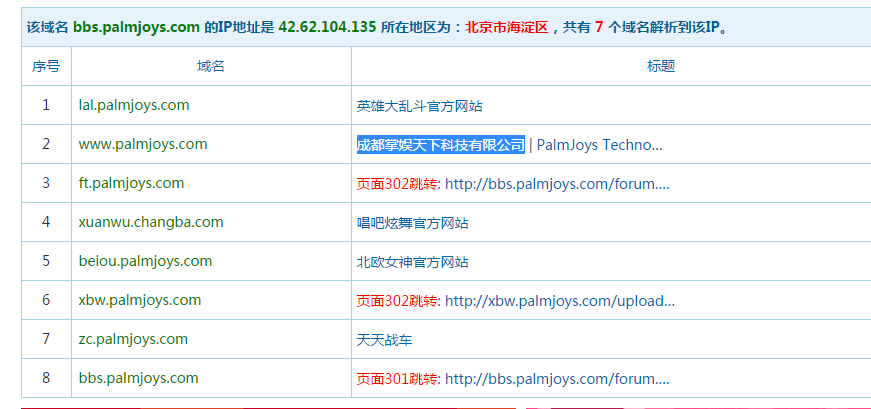 该域名 bbs.palmjoys.com 的IP地址是 42.62.104.135 所在地区为：北京市海淀区，共有 7 个域名解析到该IP。
序号 域名 标题
1 lal.palmjoys.com 英雄大乱斗官方网站
2 www.palmjoys.com 成都掌娱天下科技有限公司 | PalmJoys Techno...
3 ft.palmjoys.com 页面302跳转: http://bbs.palmjoys.com/forum....
4 xuanwu.changba.com 唱吧炫舞官方网站
5 beiou.palmjoys.com 北欧女神官方网站
6 xbw.palmjoys.com 页面302跳转: http://xbw.palmjoys.com/upload...
7 zc.palmjoys.com 天天战车
8 bbs.palmjoys.com 页面301跳转: http://bbs.palmjoys.com/forum....